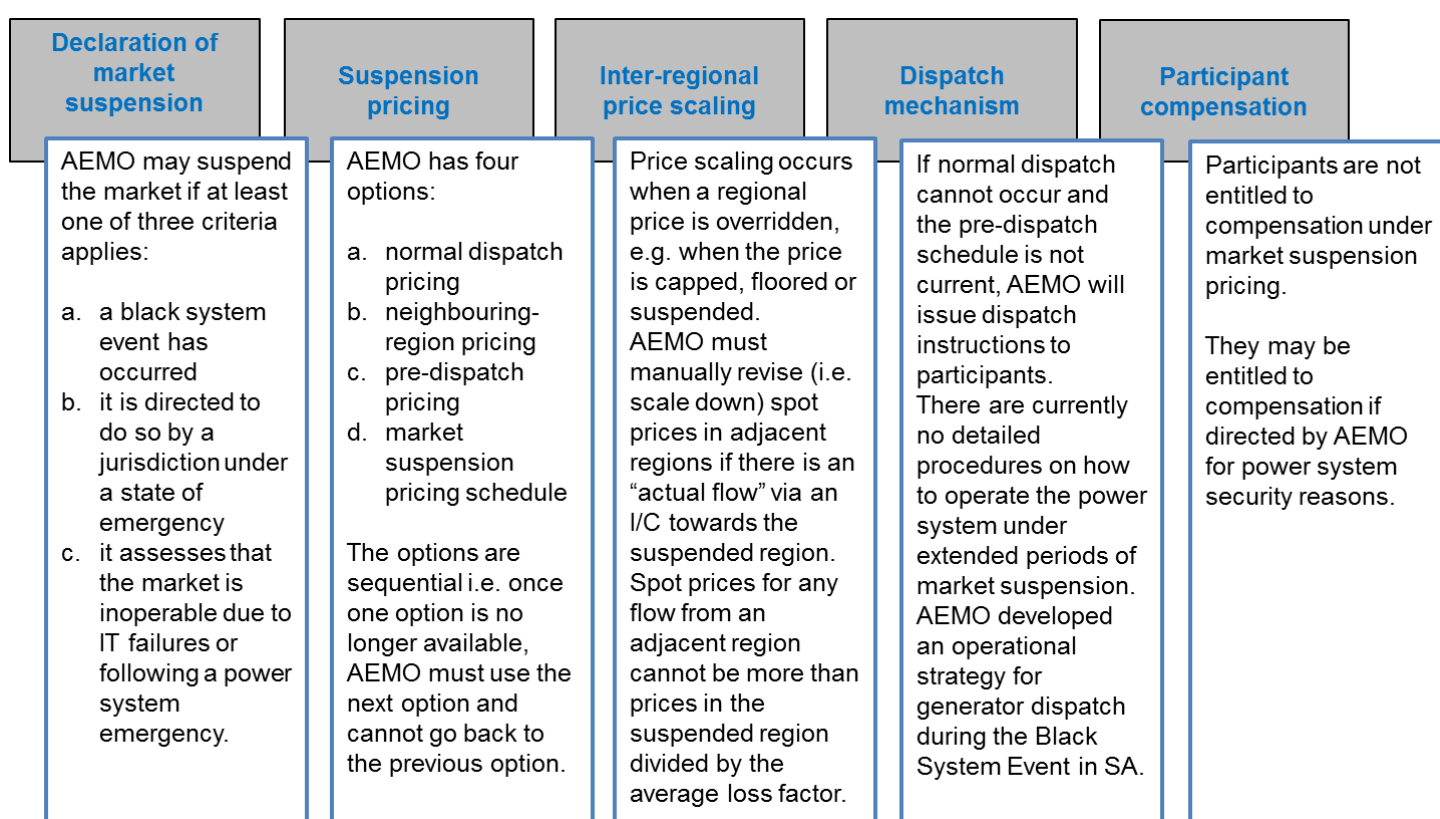 Declaration of
market
suspension
AEMO may suspend
the market if at least
one of three criteria
applies:
a. a black system
event has
occurred
b. it is directed to
do so by a
jurisdiction under
a state of
emergency
c. it assesses that
the market is
inoperable due to
IT failures or
following a power
system
emergency.
Suspension
pricing
AEMO has four
options:
a. normal dispatch
pricing
b. neighbouring-
region pricing
c. pre-dispatch
pricing
d. market
suspension
pricing schedule
The options are
sequential i.e. once
one option is no
longer available,
AEMO must use the
next option and
cannot go back to
the previous option.
Inter-regional
price scaling
Price scaling occurs
when a regional
price is overridden,
e.g. when the price
is capped, floored or
suspended.
AEMO must
manually revise (i.e.
scale down) spot
prices in adjacent
regions if there is an
“actual flow” via an
I/C towards the
suspended region.
Spot prices for any
flow from an
adjacent region
cannot be more than
prices in the
suspended region
divided by the
average loss factor.
Dispatch
mechanism
If normal dispatch
cannot occur and
the pre-dispatch
schedule is not
current, AEMO will
issue dispatch
instructions to
participants.
There are currently
no detailed
procedures on how
to operate the power
system under
extended periods of
market suspension.
AEMO developed
an operational
strategy for
generator dispatch
during the Black
System Event in SA.
Participant
compensation
Participants are not
entitled to
compensation under
market suspension
pricing.
They may be
entitled to
compensation if
directed by AEMO
for power system
security reasons.